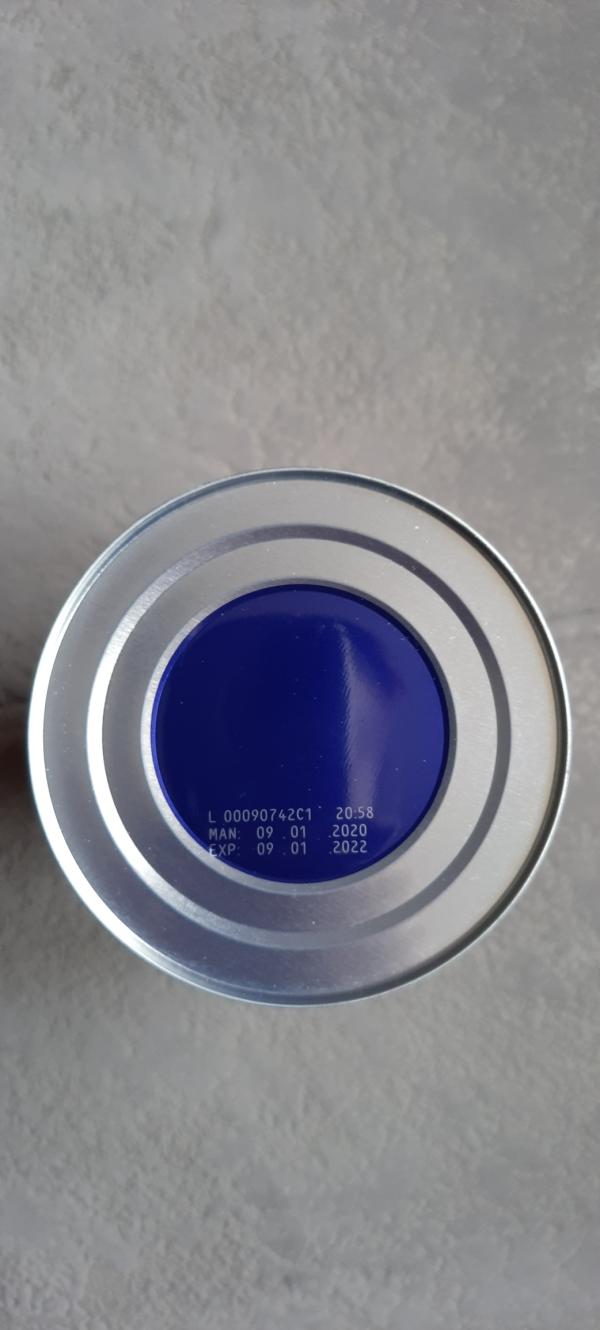 L 00090742C1 20:58
MAN: 09 .01 .2020
EXP: 09 .01 .2022